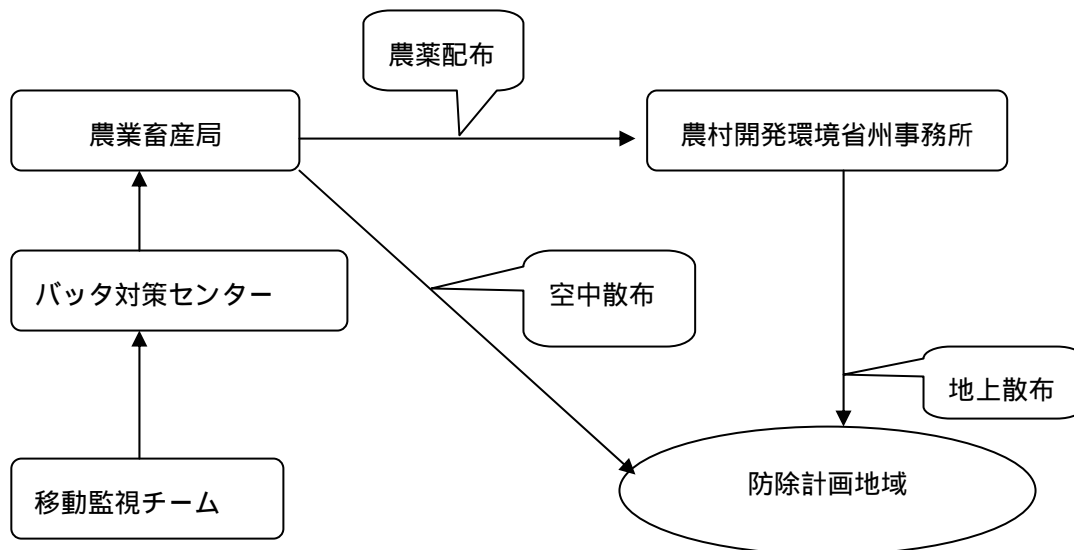 農薬配布
農業畜産局
農村開発環境省州事務所
バッタ対策センター
空中散布
地上散布
移動監視チーム
防除計画地域